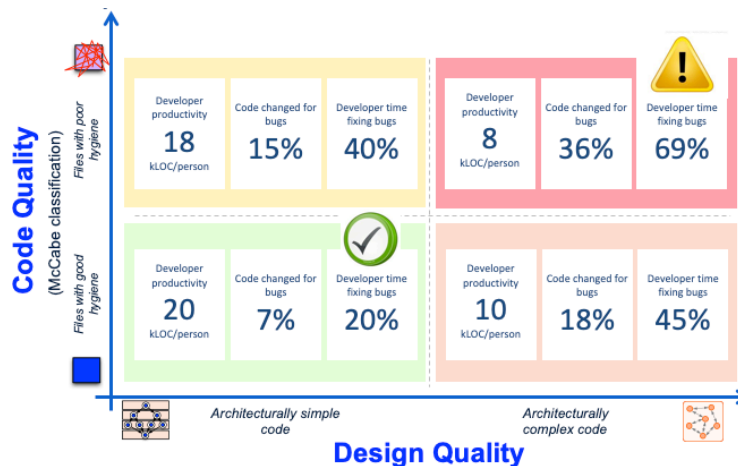 Code Quality
(McCabe classification)
Files with poor
hygiene
Files with good
hygiene
Developer
productivity
18
kLOC/person
Code changed for
bugs
15%
Developer time
fixing bugs
40%
Developer
productivity
8
kLOC/person
Code changed for
bugs
36%
Developer time
fixing bugs
69%
Developer
productivity
20
kLOC/person
Code changed for
bugs
7%
Developer time
fixing bugs
20%
Developer
productivity
10
kLOC/person
Code changed for
bugs
18%
Developer time
fixing bugs
45%
Architecturally simple
code
Architecturally
complex code
Design Quality